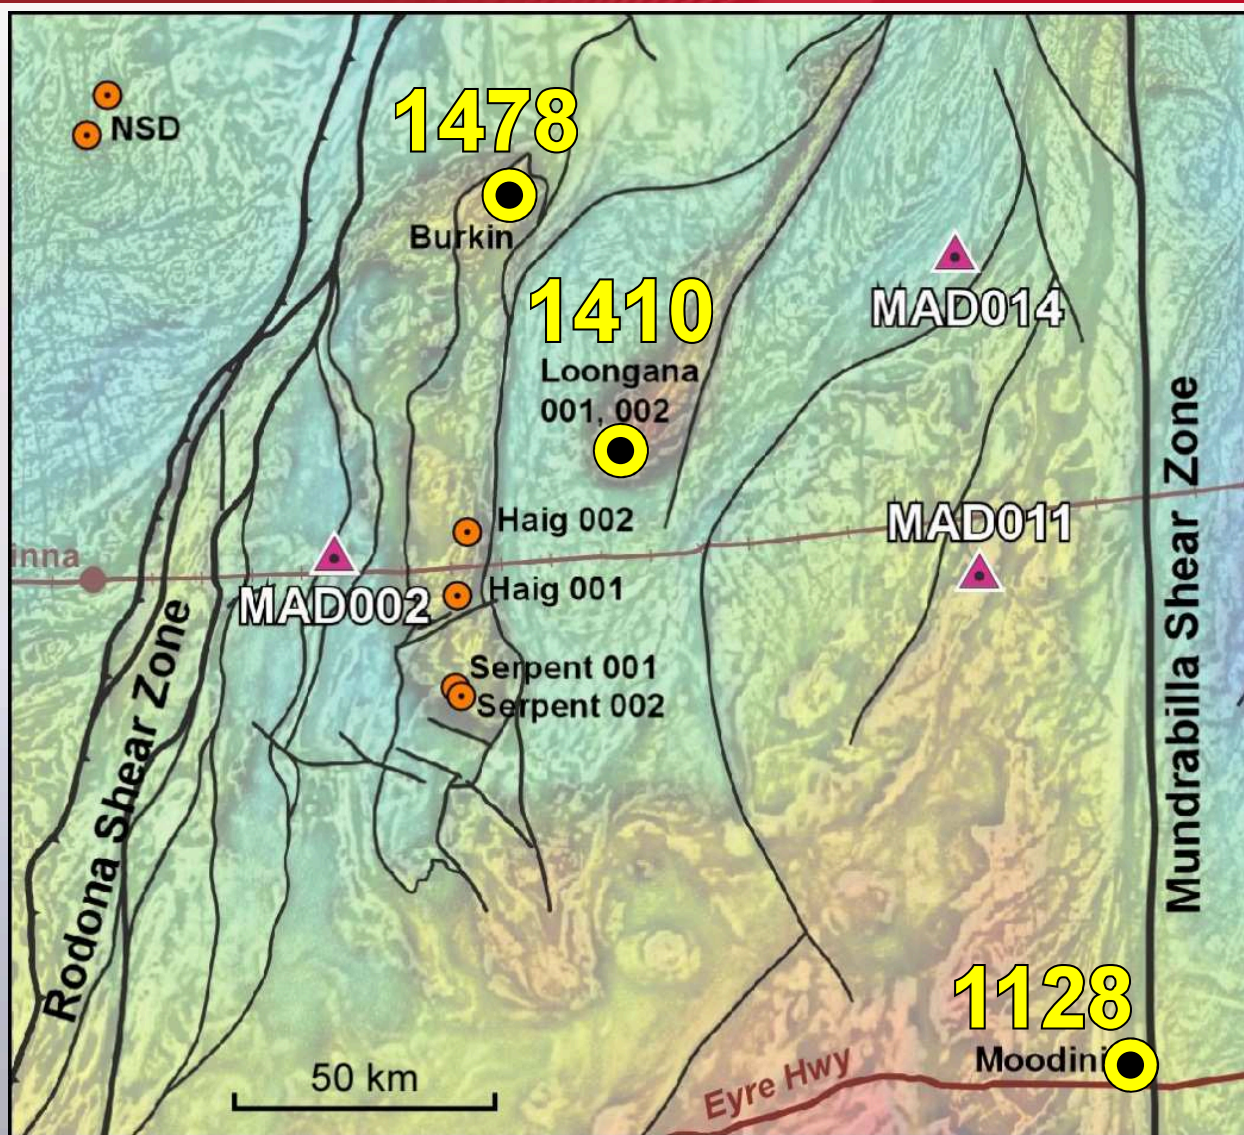 NSD
1478
Burkin
1410
Loongana
001, 002
MAD014
Haig 002
MAD011
inna
Haig 001
MAD002
Serpent 001
Serpent 002
Rodona Shear Zone
Mundrabilla Shear Zone
1128
Moodini
50 km
Eyre Hwy